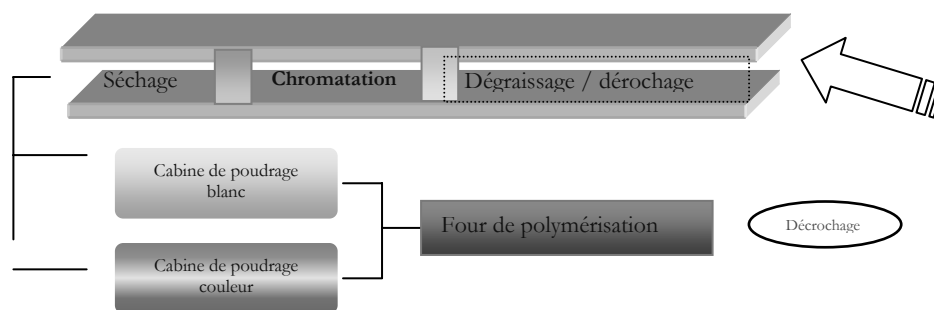 Séchage
Chromatation
Dégraissage / dérochage
Cabine de poudrage
blanc
Four de polymérisation
Décrochage
Cabine de poudrage
couleur